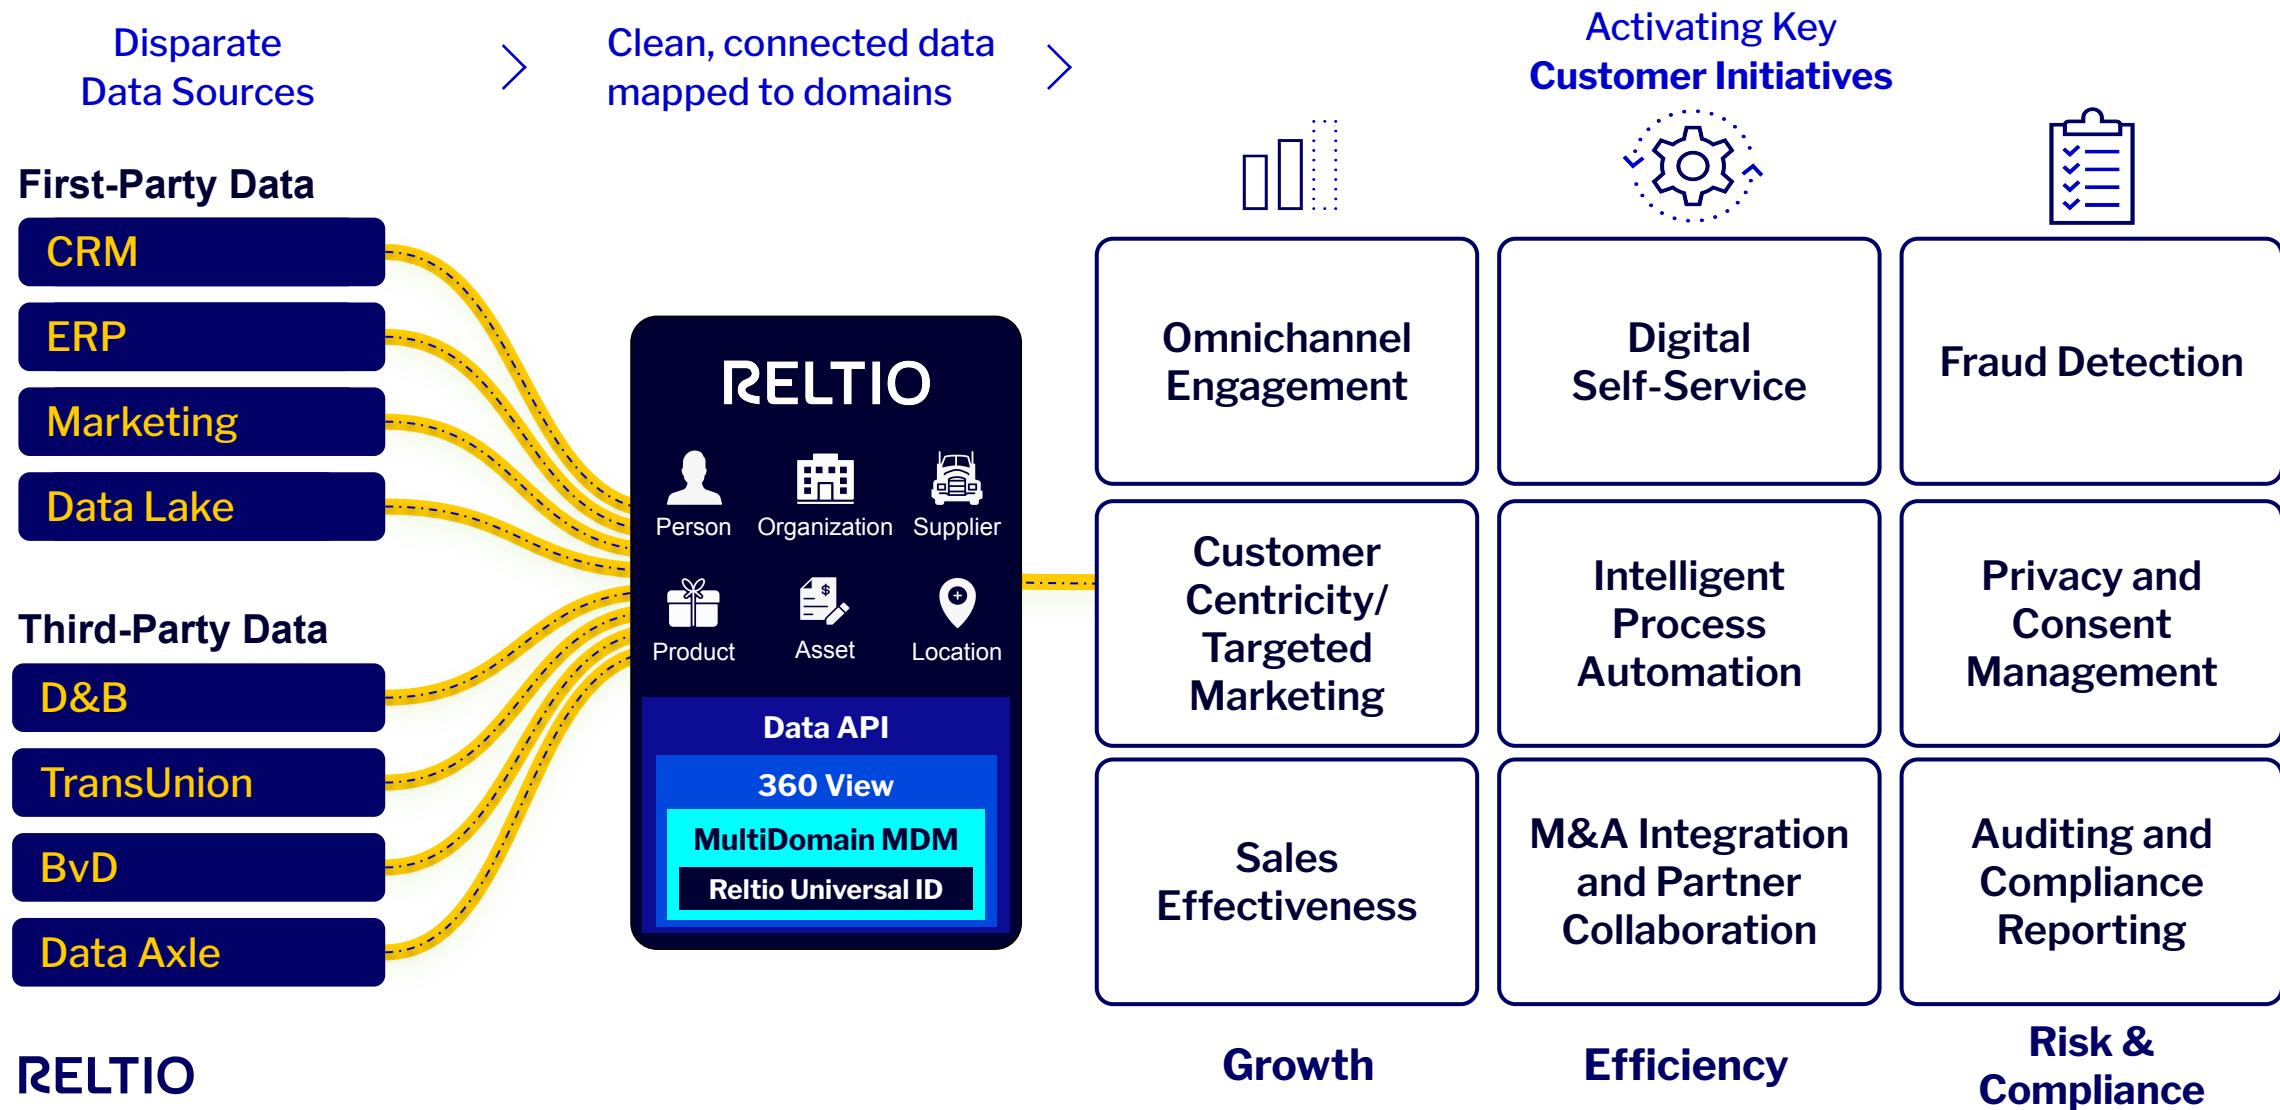 Disparate
Data Sources
Clean, connected data
mapped to domains
Activating Key
Customer Initiatives
First-Party Data
CRM
ERP
Marketing
Data Lake
Third-Party Data
D&B
TransUnion
BvD
Data Axle
RELTIO
RELTIO
Person
Organization
Supplier
Product
$
Asset
Location
Data API
360 View
MultiDomain MDM
Reltio Universal ID
Omnichannel
Engagement
Customer
Centricity/
Targeted
Marketing
Sales
Effectiveness
Growth
Digital
Self-Service
Intelligent
Process
Automation
M&A Integration
and Partner
Collaboration
Efficiency
Fraud Detection
Privacy and
Consent
Management
Auditing and
Compliance
Reporting
Risk &
Compliance